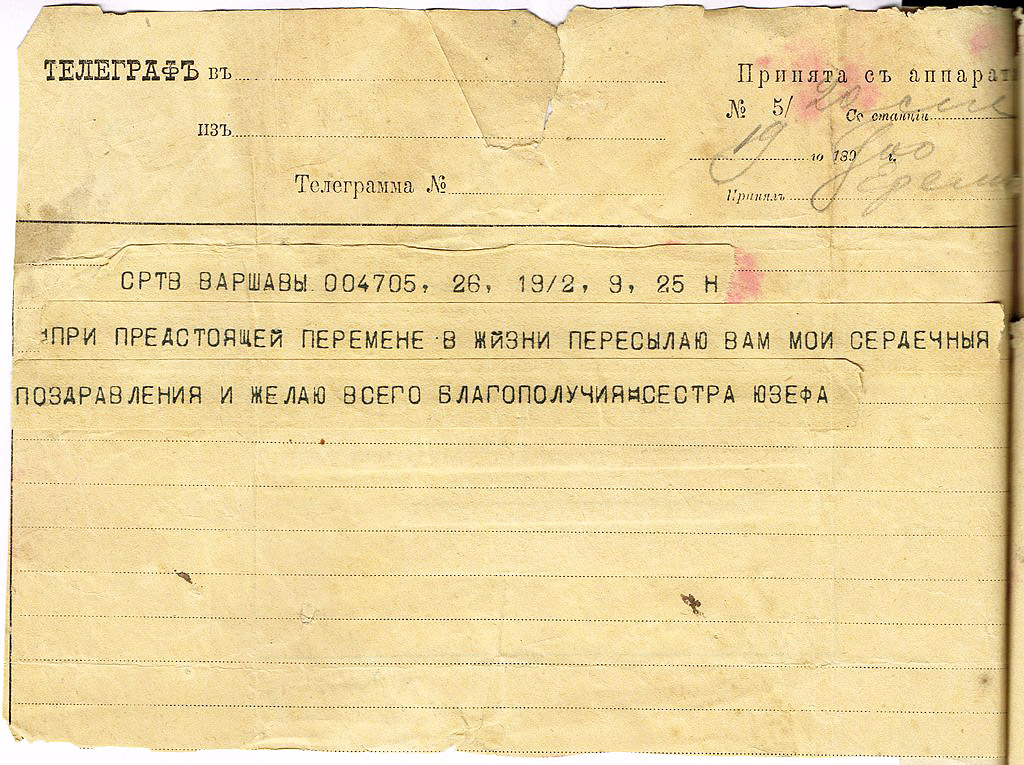 ТЕЛЕГРАФЪ въ
Принята съ аппарат
№ 5/ Со станціи
изъ
19 го 189 г.
Телеграмма №
Принялъ
СРТВ ВАРШАВЫ 004705, 26, 19/2, 9, 25 Н
=ПРИ ПРЕДСТОЯЩЕЙ ПЕРЕМЕНЕ В ЖЙЗНИ ПЕРЕСЫЛАЮ ВАМ МОИ СЕРДЕЧНЫЯ
ПОЗДРАВЛЕНИЯ И ЖЕЛАЮ ВСЕГО БЛАГОПОЛУЧИЯ=СЕСТРА ЮЗЕФА